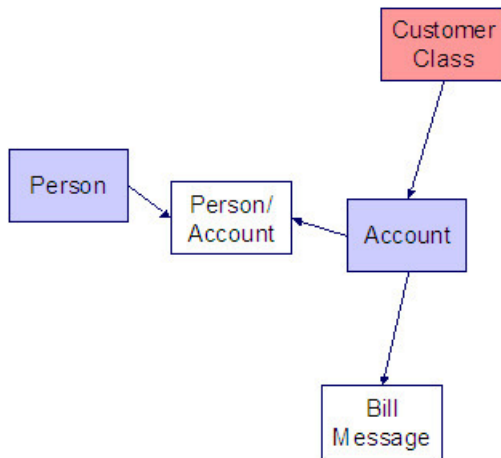 Customer
Class
Person
Person/
Account
Account
Bill
Message